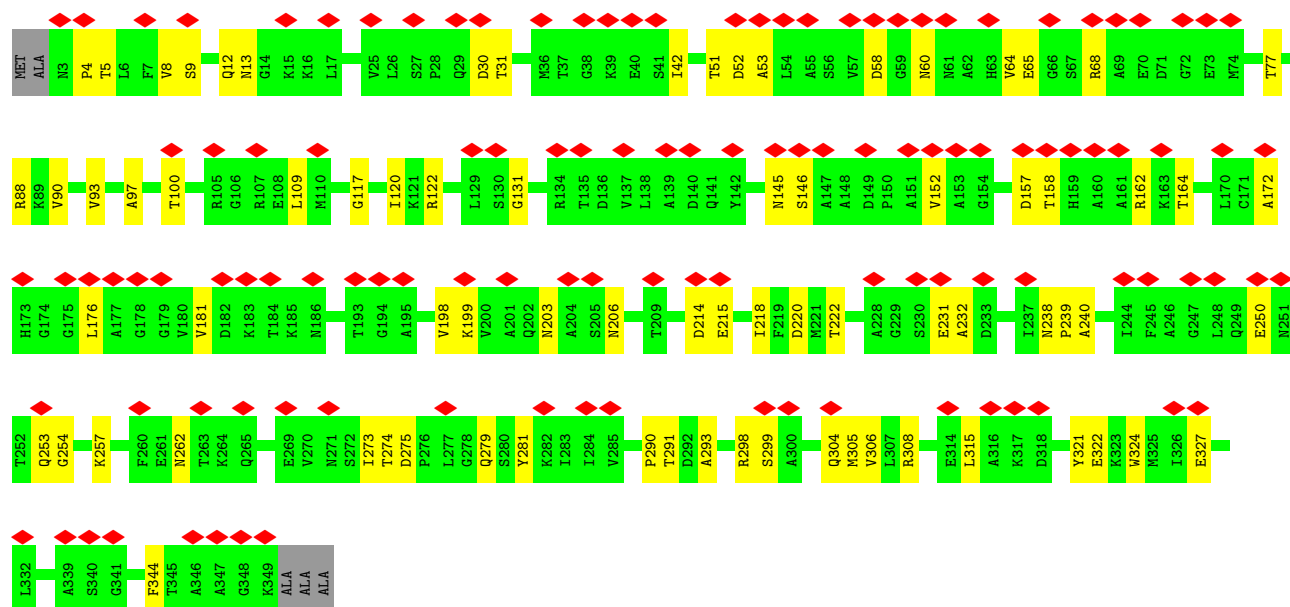 MET ALA N3 P4 T5 L6 F7 V8 S9 Q12 N13 G14 K15 K16 L17 V25 L26 S27 P28 Q29 D30 T31 M36 T37 G38 K39 E40 S41 I42 T51 D52 A53 L54 A55 S56 V57 D58 G59 N60 N61 A62 H63 V64 E65 G66 S67 R68 A69 E70 D71 G72 E73 M74 T77
R88 K89 V90 V93 A97 T100 R105 G106 R107 E108 L109 M110 G117 I120 K121 R122 L129 S130 G131 R134 T135 D136 V137 L138 A139 D140 Q141 Y142 N145 S146 A147 A148 D149 P150 A151 V152 A153 G154 D157 T158 H159 A160 A161 R162 K163 T164 L170 C171 A172
H173 G174 G175 L176 A177 G178 G179 V180 V181 D182 K183 T184 K185 N186 T193 G194 A195 V198 K199 V200 A201 Q202 N203 A204 S205 N206 T209 D214 E215 I218 F219 D220 M221 T222 A228 G229 S230 E231 A232 D233 I237 N238 P239 A240 I244 F245 A246 G247 L248 Q249 E250 N251
T252 Q253 G254 K257 F260 E261 N262 T263 K264 Q265 E269 V270 N271 S272 I273 T274 D275 P276 L277 G278 Q279 S280 Y281 K282 I283 I284 V285 P290 T291 D292 A293 R298 S299 A300 Q304 M305 V306 L307 R308 E314 L315 A316 K317 D318 Y321 E322 K323 W324 M325 I326 E327
L332 A339 S340 G341 F344 T345 A346 A347 G348 K349 ALA ALA ALA